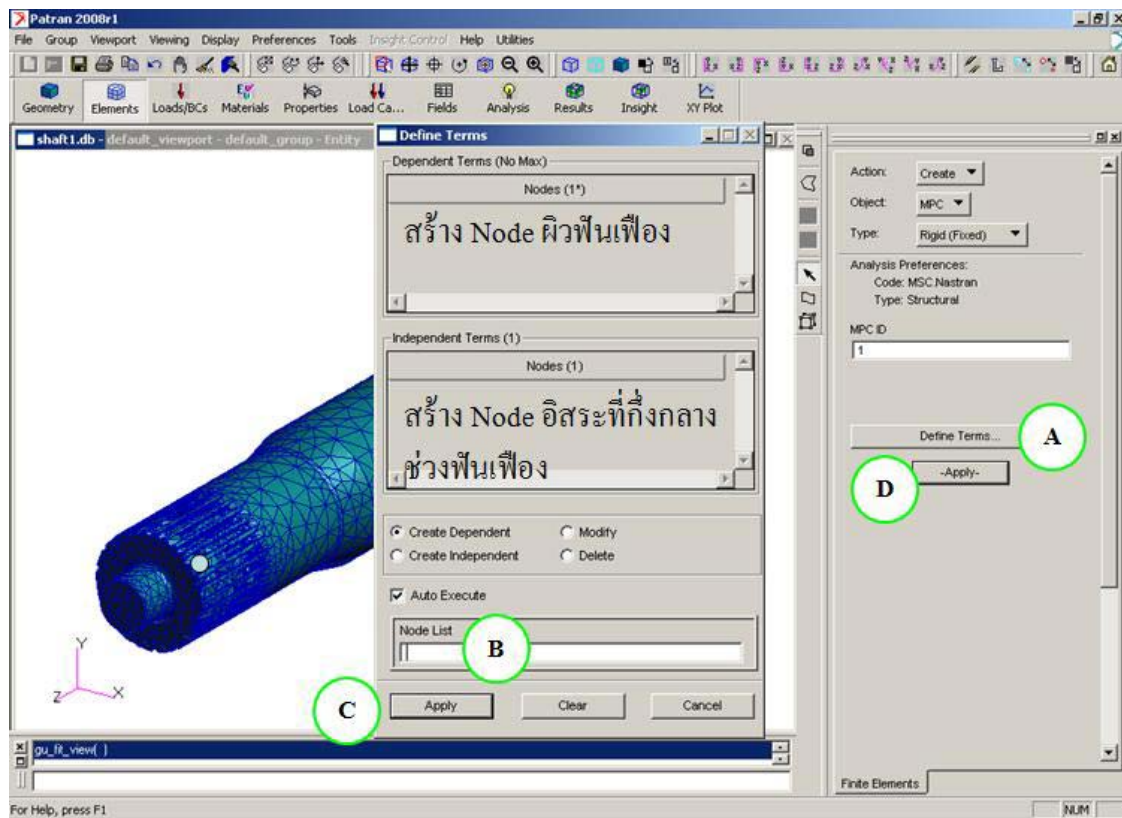 Patran 2008r1
File Group Viewport Viewing Display Preferences Tools Insight Control Help Utilities
Geometry Elements Loads/BCs Materials Properties Load Ca... Fields Analysis Results Insight XY Plot
shaft1.db - default_viewport - default_group - Entity
Define Terms
Dependent Terms (No Max)
Nodes (1*)
สร้าง Node ผิวฟันเฟือง
Independent Terms (1)
Nodes (1)
สร้าง Node อิสระที่กึ่งกลาง
ช่วงฟันเฟือง
Create Dependent Modify
Create Independent Delete
Auto Execute
Node List
B
C
Apply Clear Cancel
Action: Create
Object: MPC
Type: Rigid (Fixed)
Analysis Preferences:
Code: MSC.Nastran
Type: Structural
MPC ID
1
Define Terms... A
D -Apply-
Y
Z X
gu_fit_view( )
Finite Elements
For Help, press F1 NUM